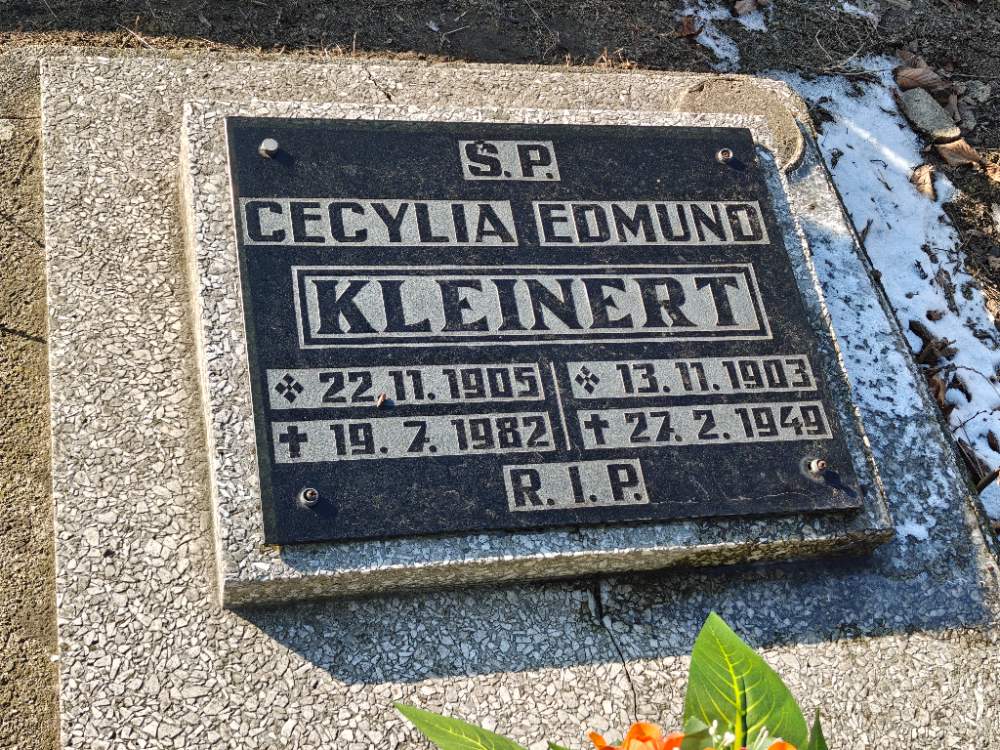 Ś.P.
CECYLIA EDMUND
KLEINERT
22.11.1905 13.11.1903
✝ 19.7.1982 ✝ 27.2.1949
R.I.P.